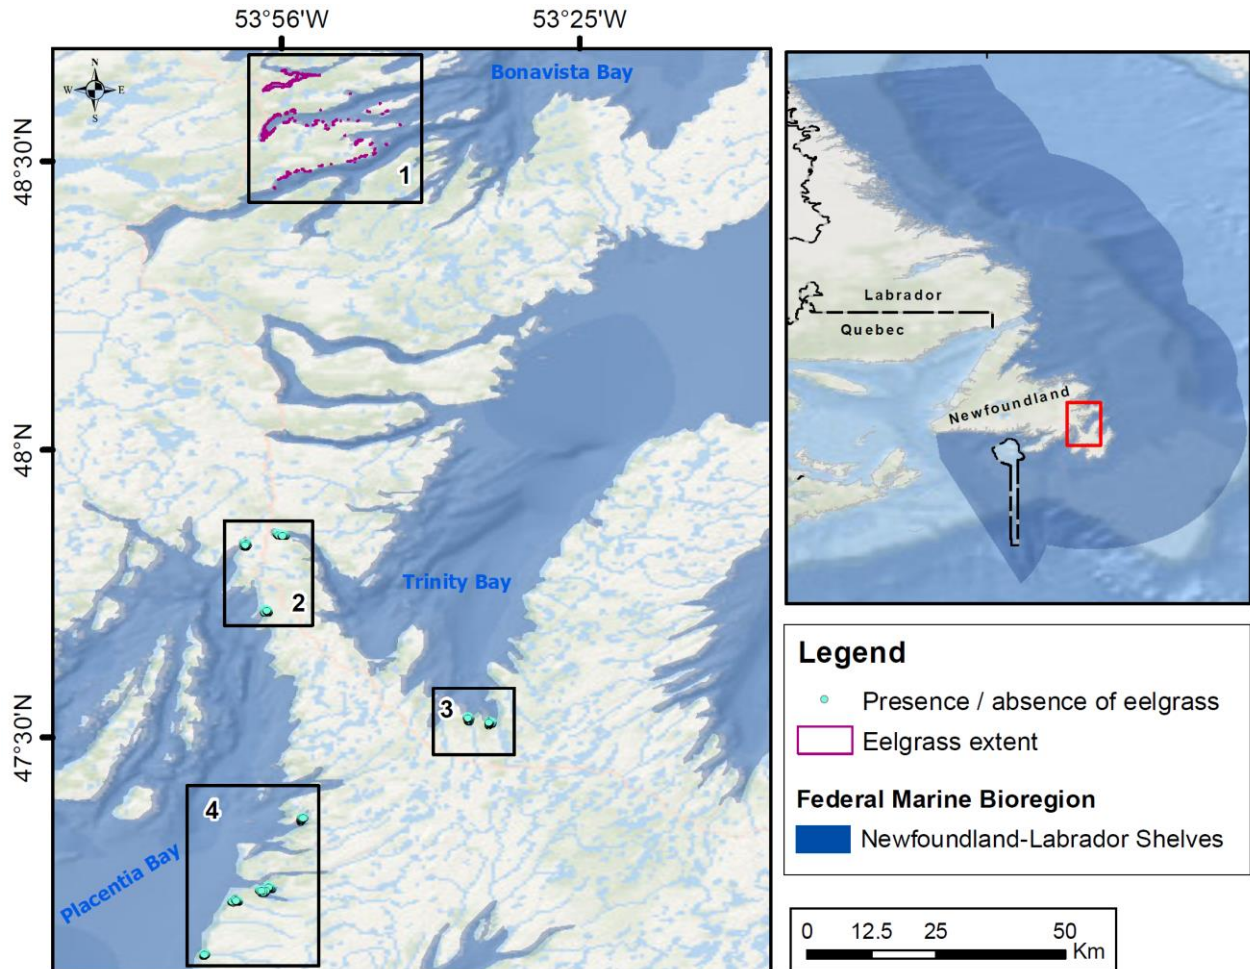 53°56'W
53°25'W
N
W
E
S
Bonavista Bay
48°30'N
1
48°N
2
Trinity Bay
3
47°30'N
4
Placentia Bay
Labrador
Quebec
Newfoundland
Legend
Presence / absence of eelgrass
Eelgrass extent
Federal Marine Bioregion
Newfoundland-Labrador Shelves
0 12.5 25 50
Km